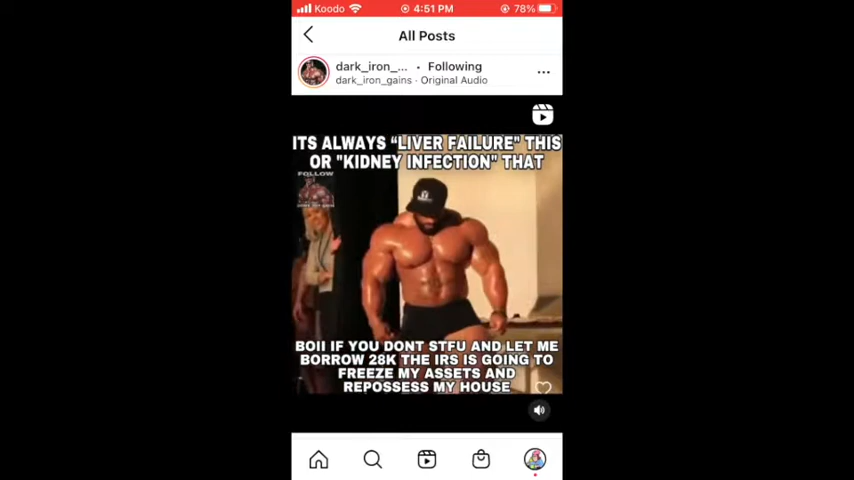 Koodo 4:51 PM 78%
All Posts
dark_iron_... • Following
dark_iron_gains · Original Audio
ITS ALWAYS “LIVER FAILURE" THIS
OR "KIDNEY INFECTION" THAT
FOLLOW
BOII IF YOU DONT STFU AND LET ME
BORROW 28K THE IRS IS GOING TO
FREEZE MY ASSETS AND
REPOSSESS MY HOUSE